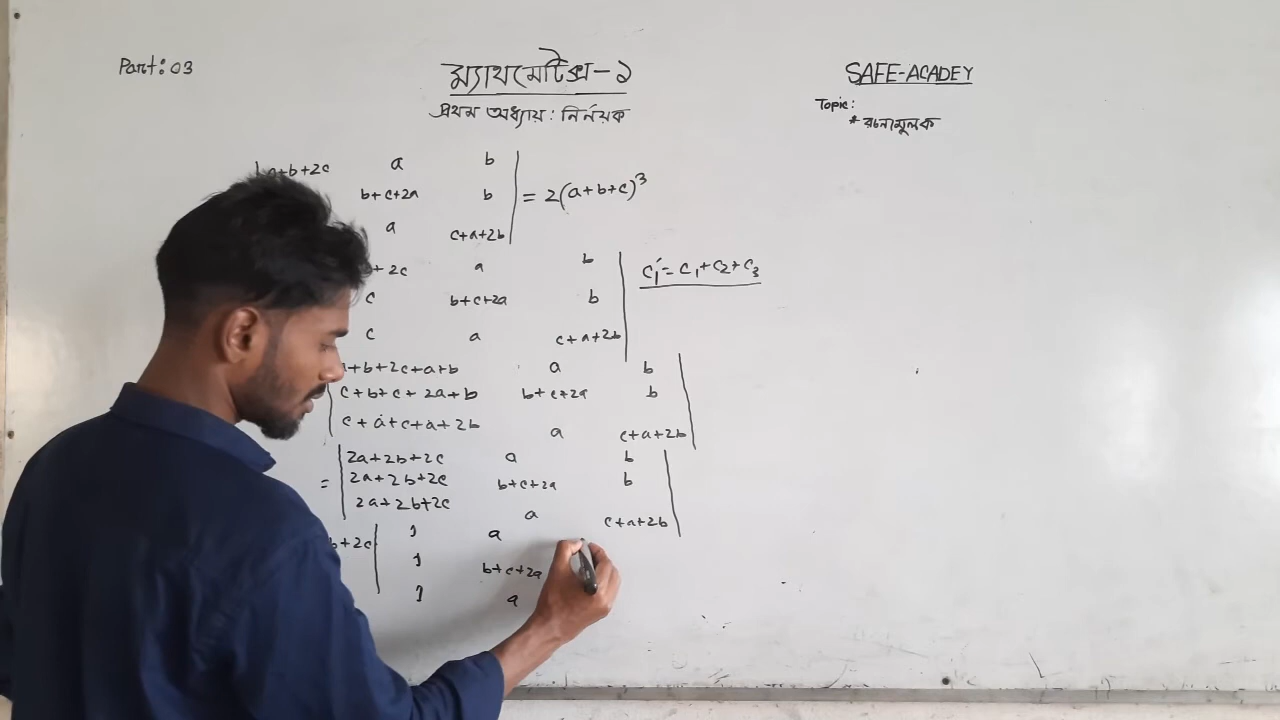 Part: 03
ম্যাথমেটিক্স-১
SAFE-ACADEY
প্রথম অধ্যায়: নির্নয়ক
Topic:
* রচনামূলক
a+b+2c a b
b+c+2a b = 2(a+b+c)³
a c+a+2b
+2c a b C₁′ = C₁+C₂+C₃
c b+c+2a b
c a c+a+2b
+b+2c+a+b a b
c+b+c+2a+b b+c+2a b
c+a+c+a+2b a c+a+2b
2a+2b+2c a b
= 2a+2b+2c b+c+2a b
2a+2b+2c a c+a+2b
b+2c 1 a
1 b+c+2a
1 a